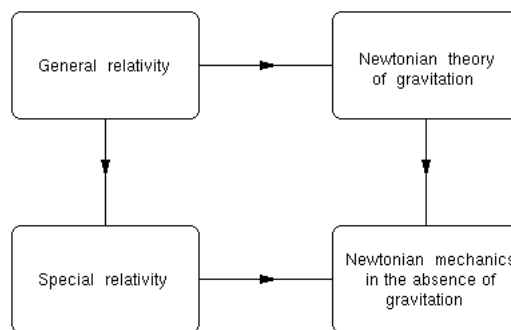 General relativity
Newtonian theory
of gravitation
Special relativity
Newtonian mechanics
in the absence of
gravitation